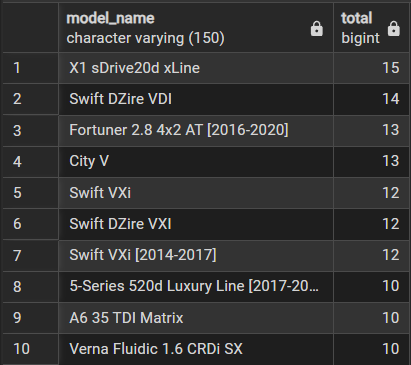 model_name total
character varying (150) bigint
1 X1 sDrive20d xLine 15
2 Swift DZire VDI 14
3 Fortuner 2.8 4x2 AT [2016-2020] 13
4 City V 13
5 Swift VXi 12
6 Swift DZire VXI 12
7 Swift VXi [2014-2017] 12
8 5-Series 520d Luxury Line [2017-20... 10
9 A6 35 TDI Matrix 10
10 Verna Fluidic 1.6 CRDi SX 10